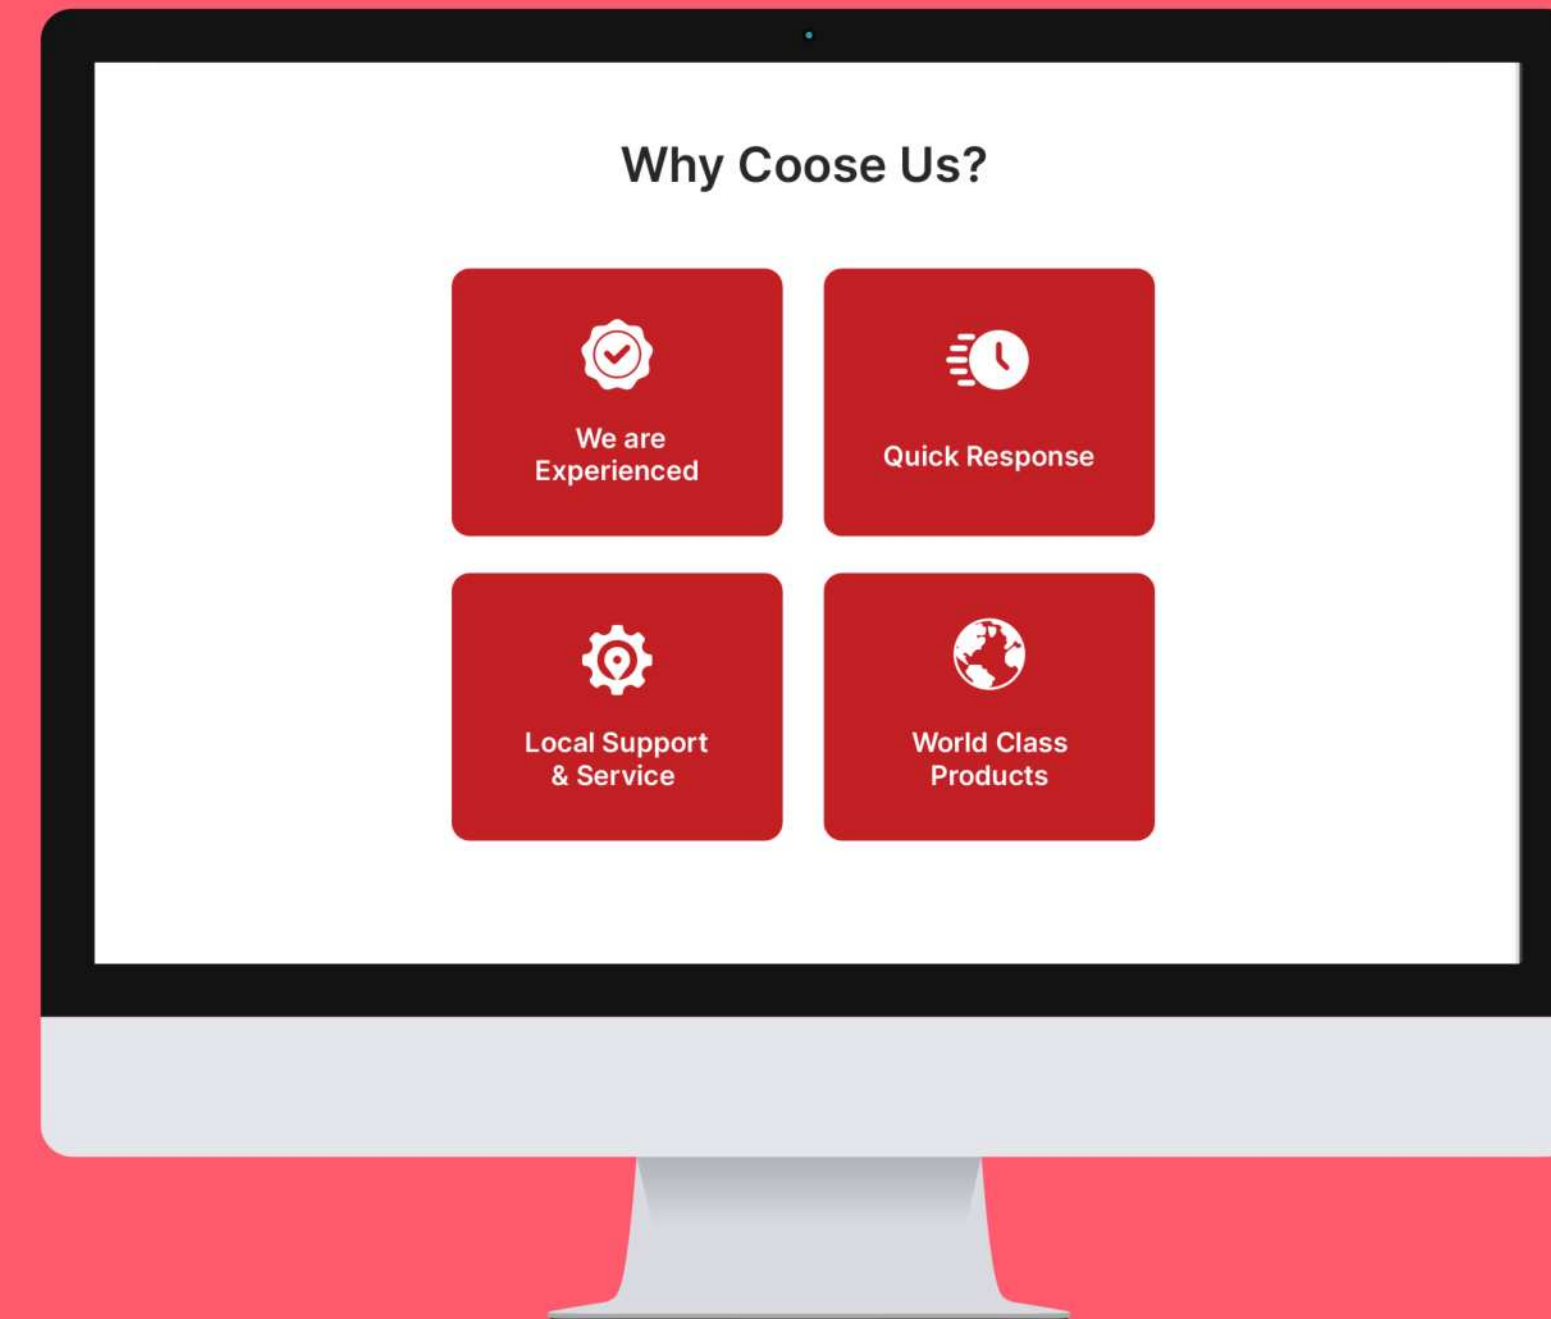 Why Coose Us?
We are
Experienced
Quick Response
Local Support
& Service
World Class
Products